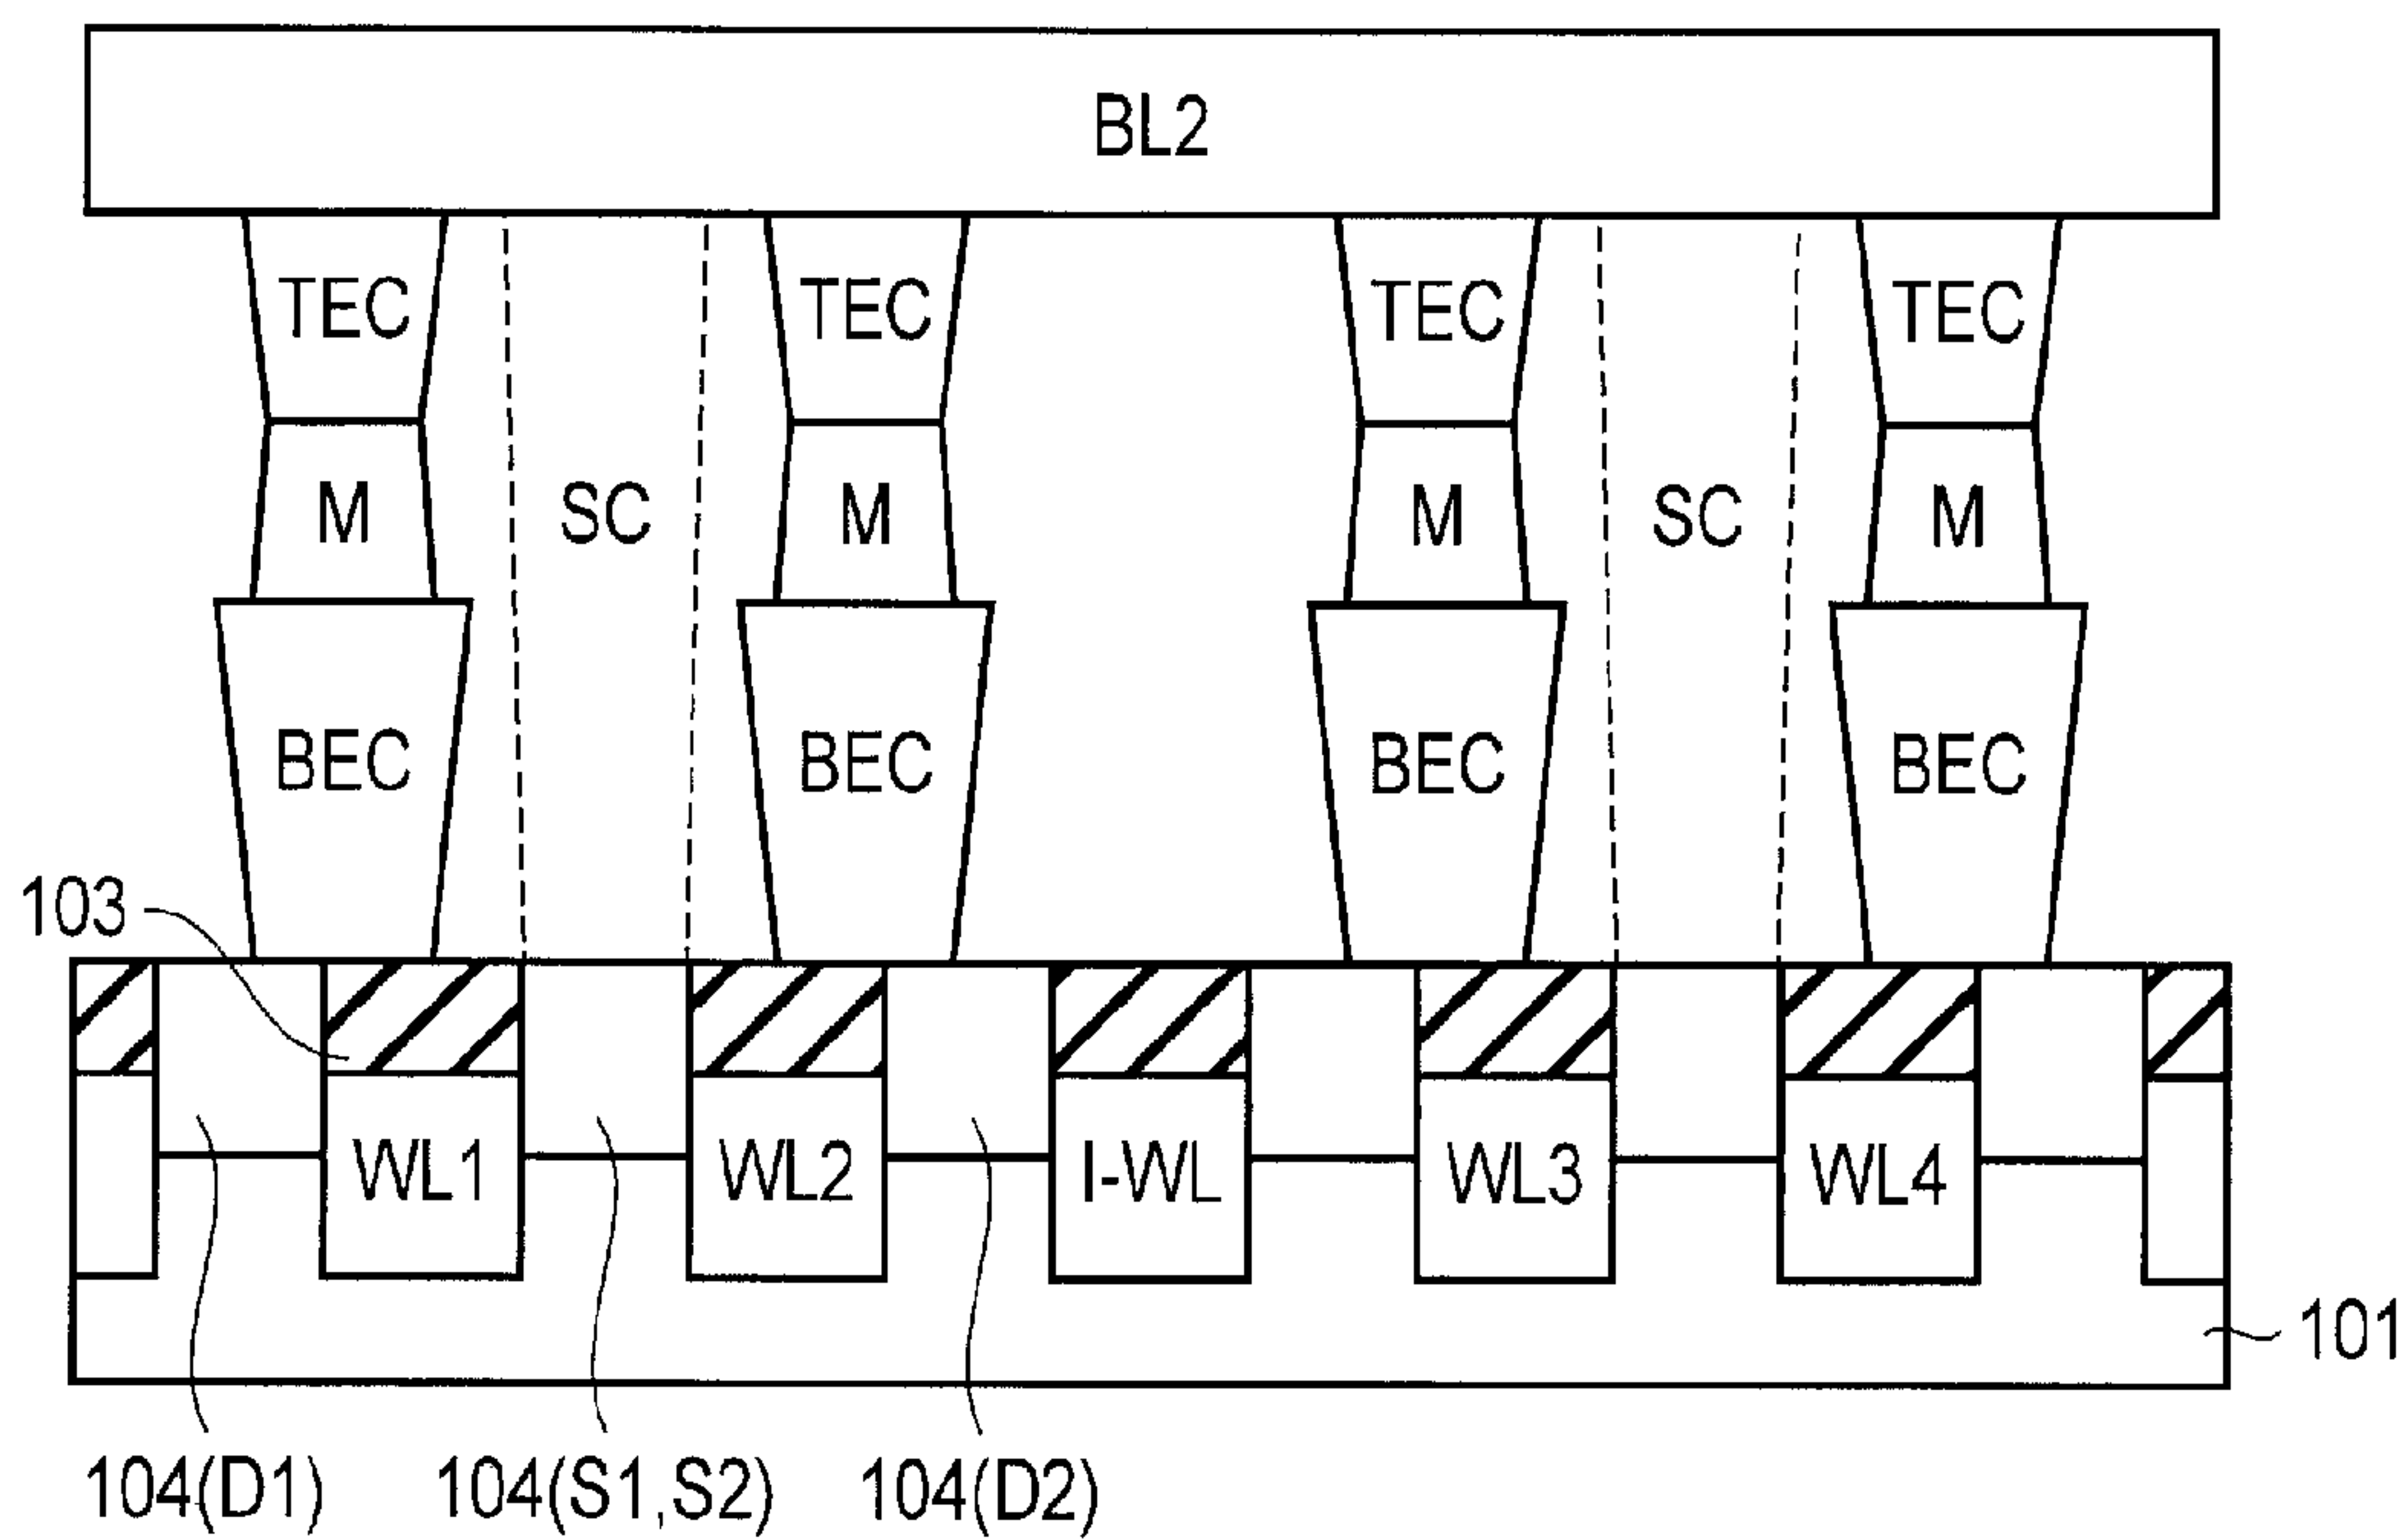 BL2
TEC TEC TEC TEC
M SC M M SC M
BEC BEC BEC BEC
103
WL1 WL2 I-WL WL3 WL4
101
104(D1) 104(S1,S2) 104(D2)